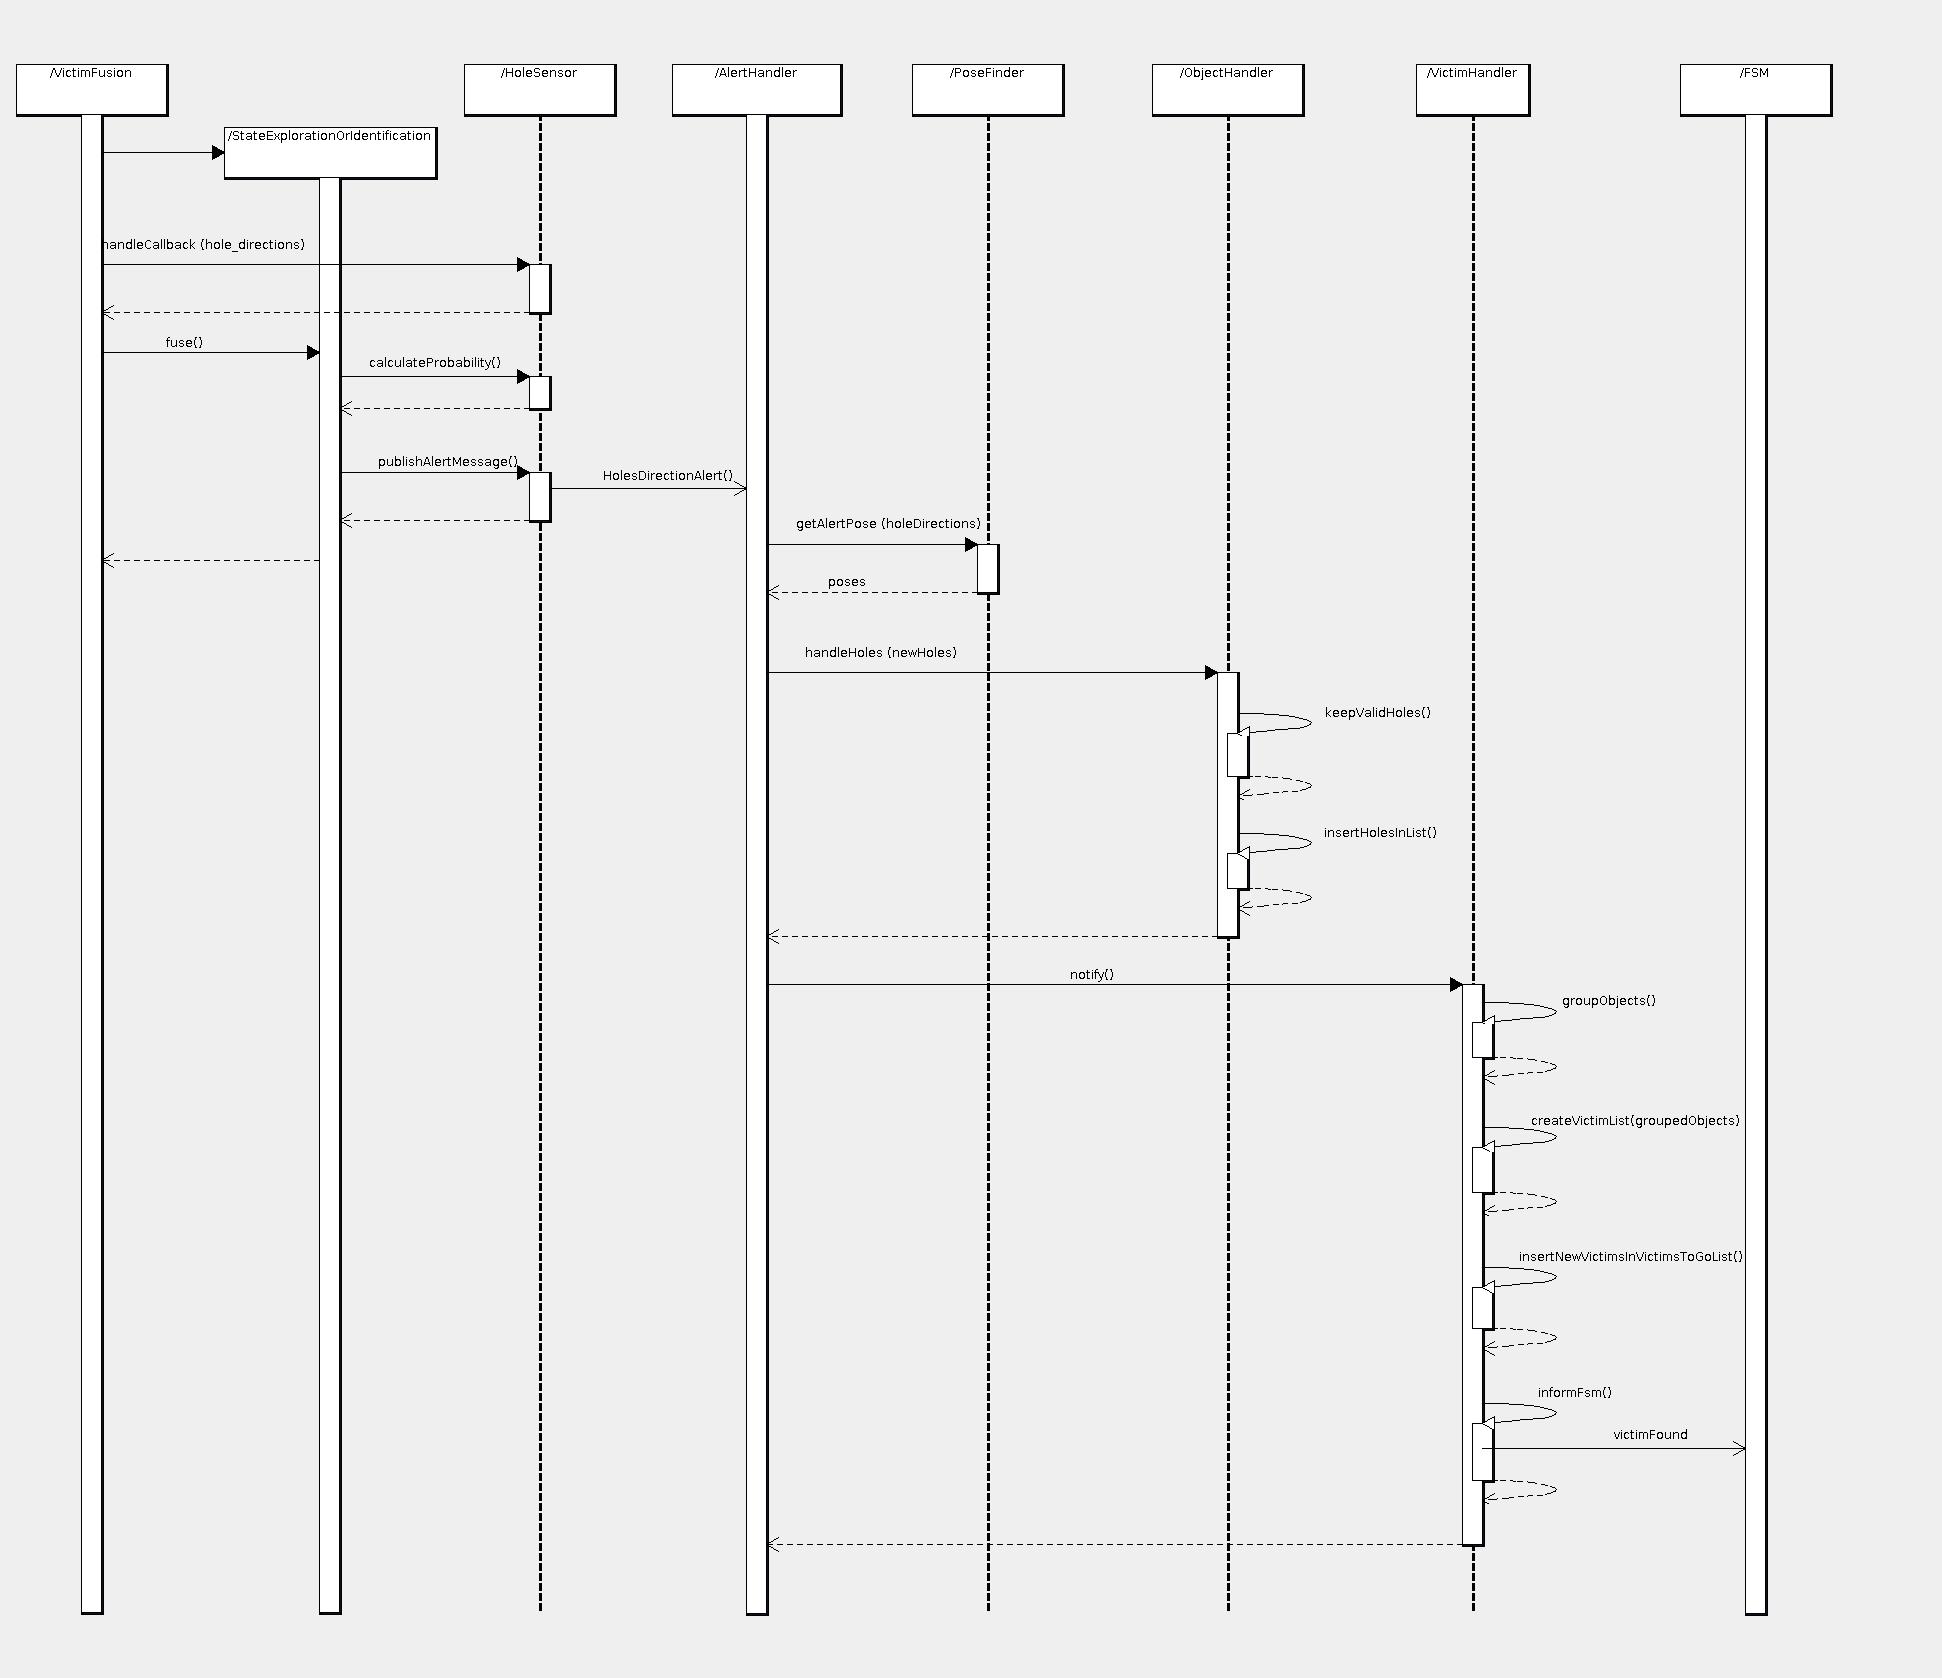 /VictimFusion
/HoleSensor
/AlertHandler
/PoseFinder
/ObjectHandler
/VictimHandler
/FSM
/StateExplorationOrIdentification
handleCallback (hole_directions)
fuse()
calculateProbability()
publishAlertMessage()
HolesDirectionAlert()
getAlertPose (holeDirections)
poses
handleHoles (newHoles)
keepValidHoles()
insertHolesInList()
notify()
groupObjects()
createVictimList(groupedObjects)
insertNewVictimsInVictimsToGoList()
informFsm()
victimFound